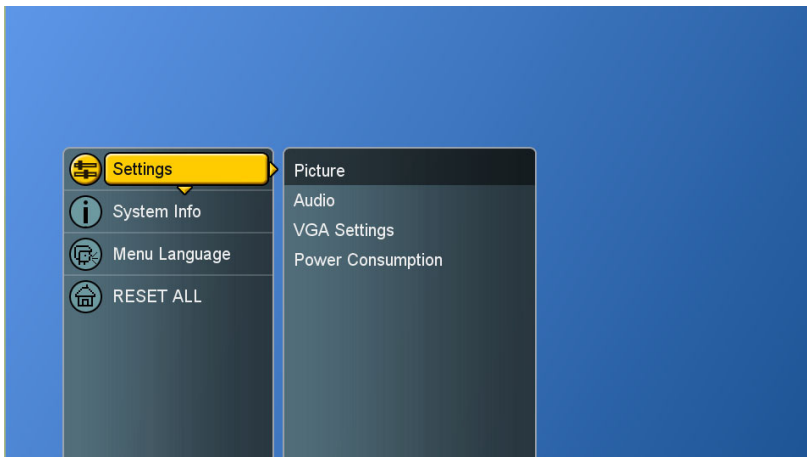 Settings
System Info
Menu Language
RESET ALL
Picture
Audio
VGA Settings
Power Consumption